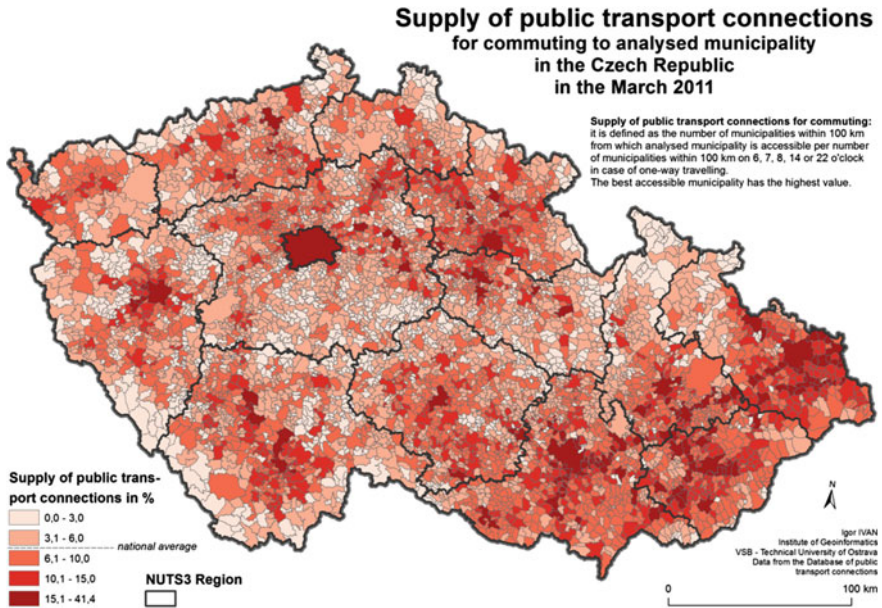 Supply of public transport connections
for commuting to analysed municipality
in the Czech Republic
in the March 2011
Supply of public transport connections for commuting:
it is defined as the number of municipalities within 100 km
from which analysed municipality is accessible per number
of municipalities within 100 km on 6, 7, 8, 14 or 22 o'clock
in case of one-way travelling.
The best accessible municipality has the highest value.
Supply of public trans-
port connections in %
0,0 - 3,0
3,1 - 6,0
national average
6,1 - 10,0
10,1 - 15,0
15,1 - 41,4
NUTS3 Region
N
Igor IVAN
Institute of Geoinformatics
VSB - Technical University of Ostrava
Data from the Database of public
transport connections
0 100 km